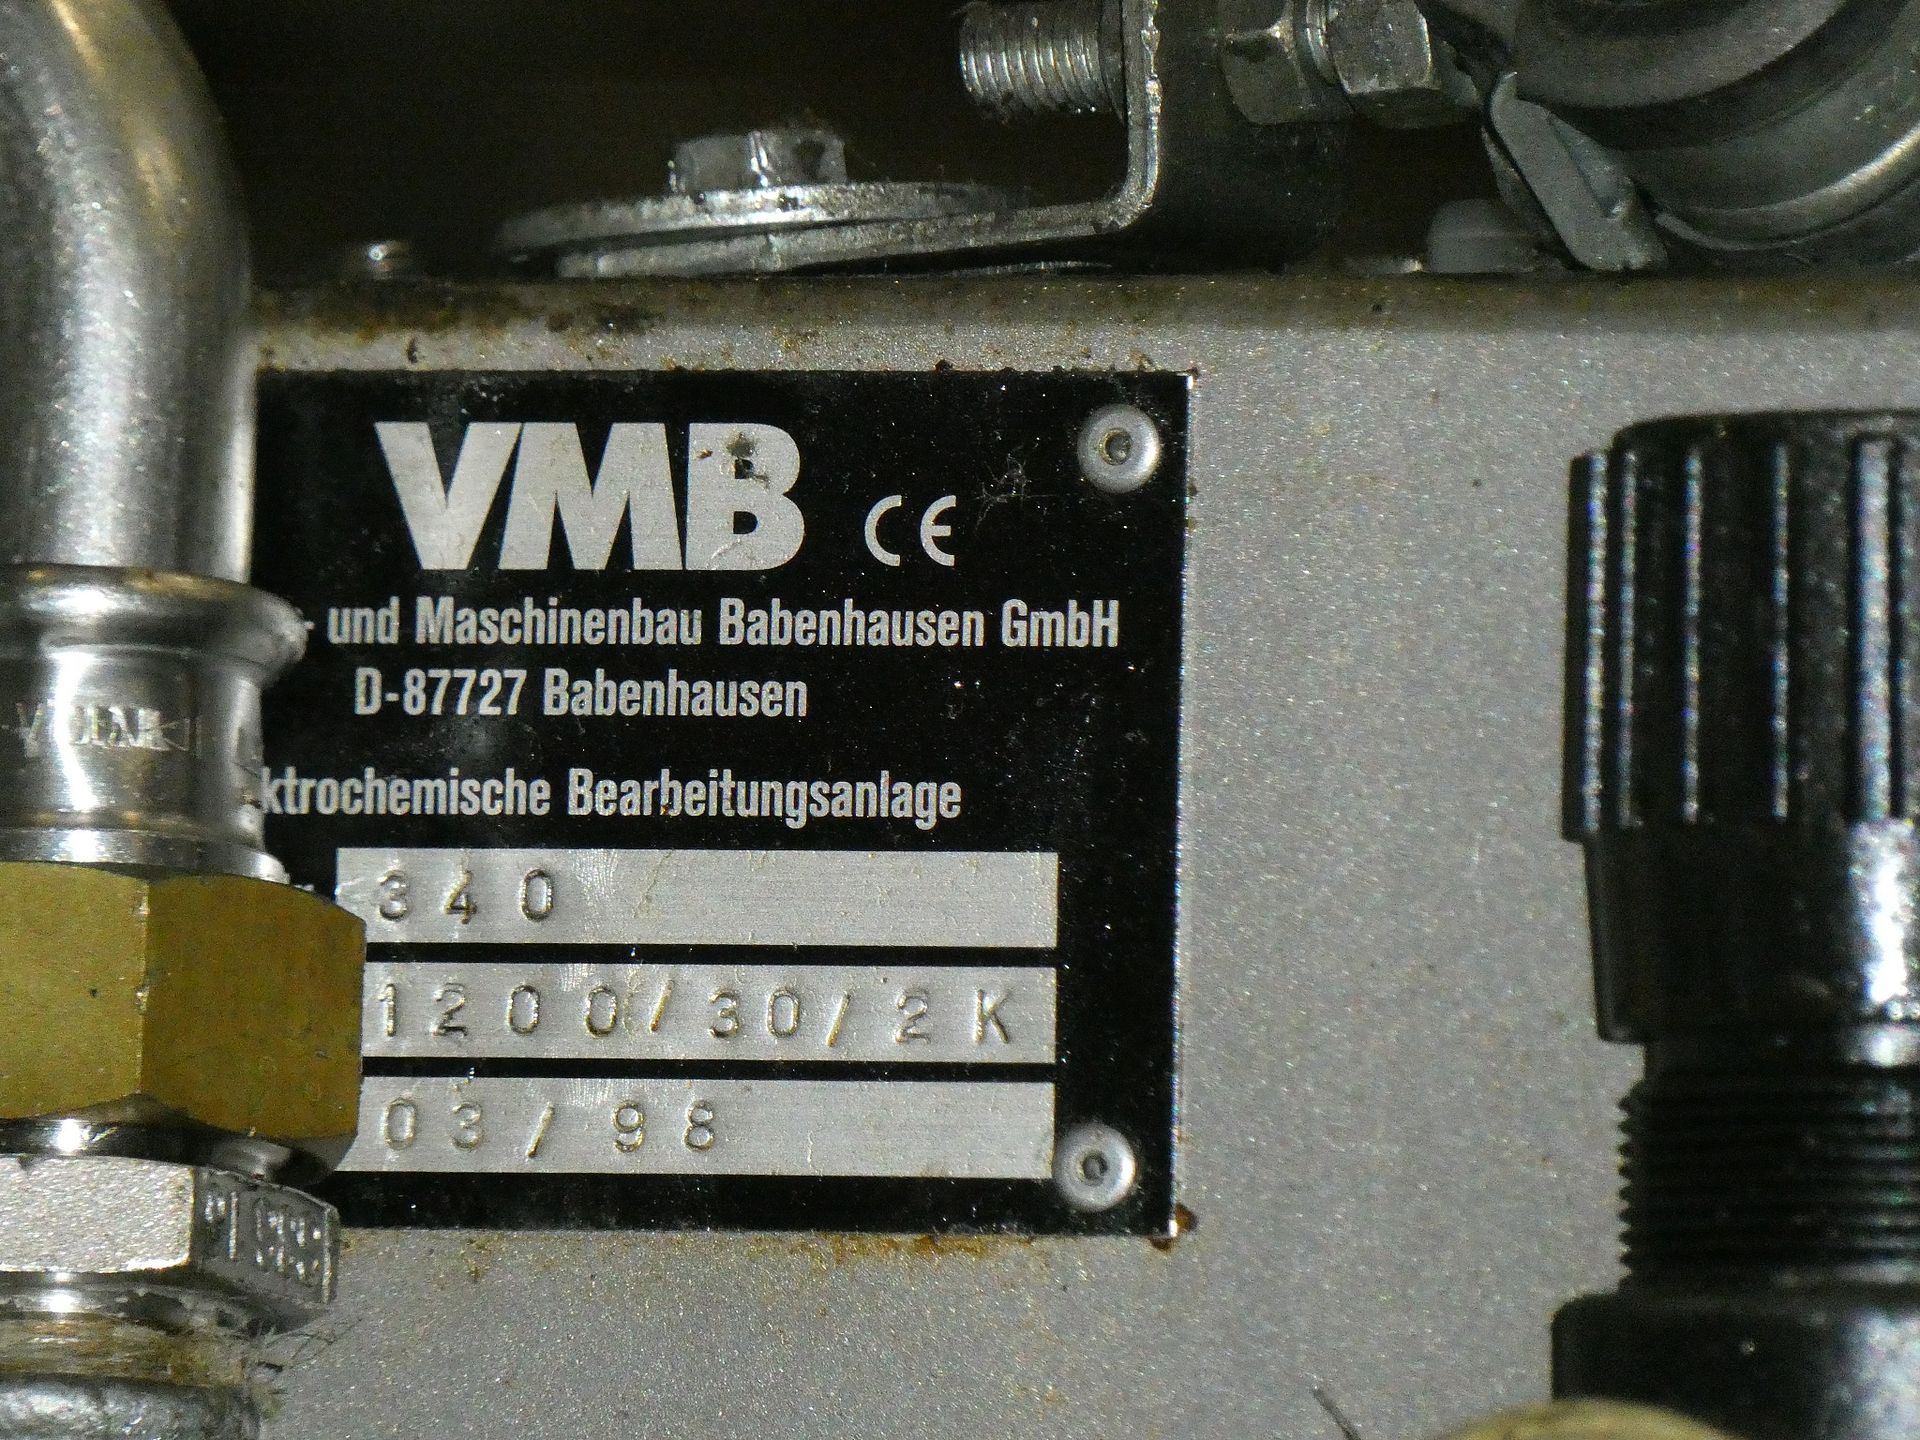 VMB CE
- und Maschinenbau Babenhausen GmbH
D-87727 Babenhausen
ktrochemische Bearbeitungsanlage
340
1200/30/2K
03/98